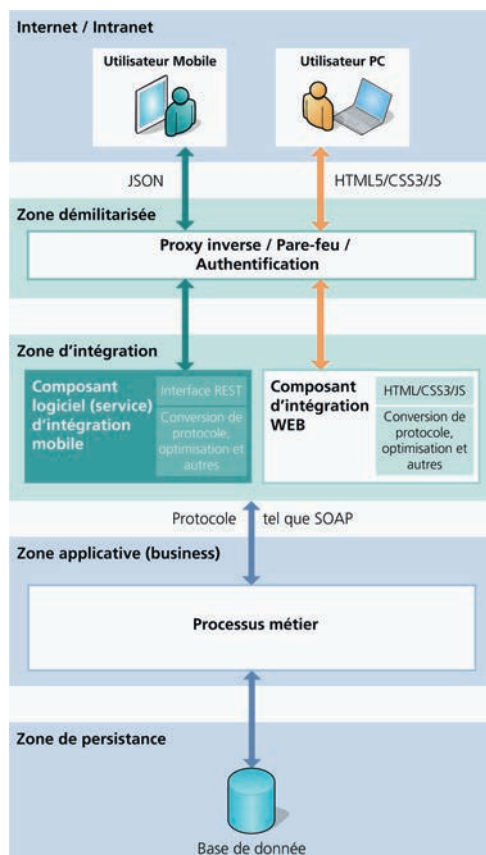 Internet / Intranet
Utilisateur Mobile
Utilisateur PC
JSON
HTML5/CSS3/JS
Zone démilitarisée
Proxy inverse / Pare-feu /
Authentification
Zone d'intégration
Composant
logiciel (service)
d'intégration
mobile
Interface REST
Conversion de
protocole,
optimisation et
autres
Composant
d'intégration
WEB
HTML/CSS3/JS
Conversion de
protocole,
optimisation et
autres
Protocole tel que SOAP
Zone applicative (business)
Processus métier
Zone de persistance
Base de donnée